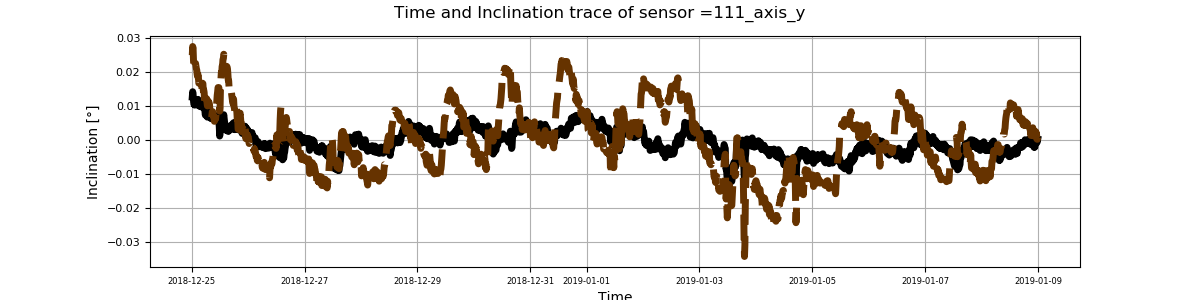 Time and Inclination trace of sensor =111_axis_y
Inclination [°]
0.03
0.02
0.01
0.00
−0.01
−0.02
−0.03
2018-12-25 2018-12-27 2018-12-29 2018-12-31 2019-01-01 2019-01-03 2019-01-05 2019-01-07 2019-01-09
Time